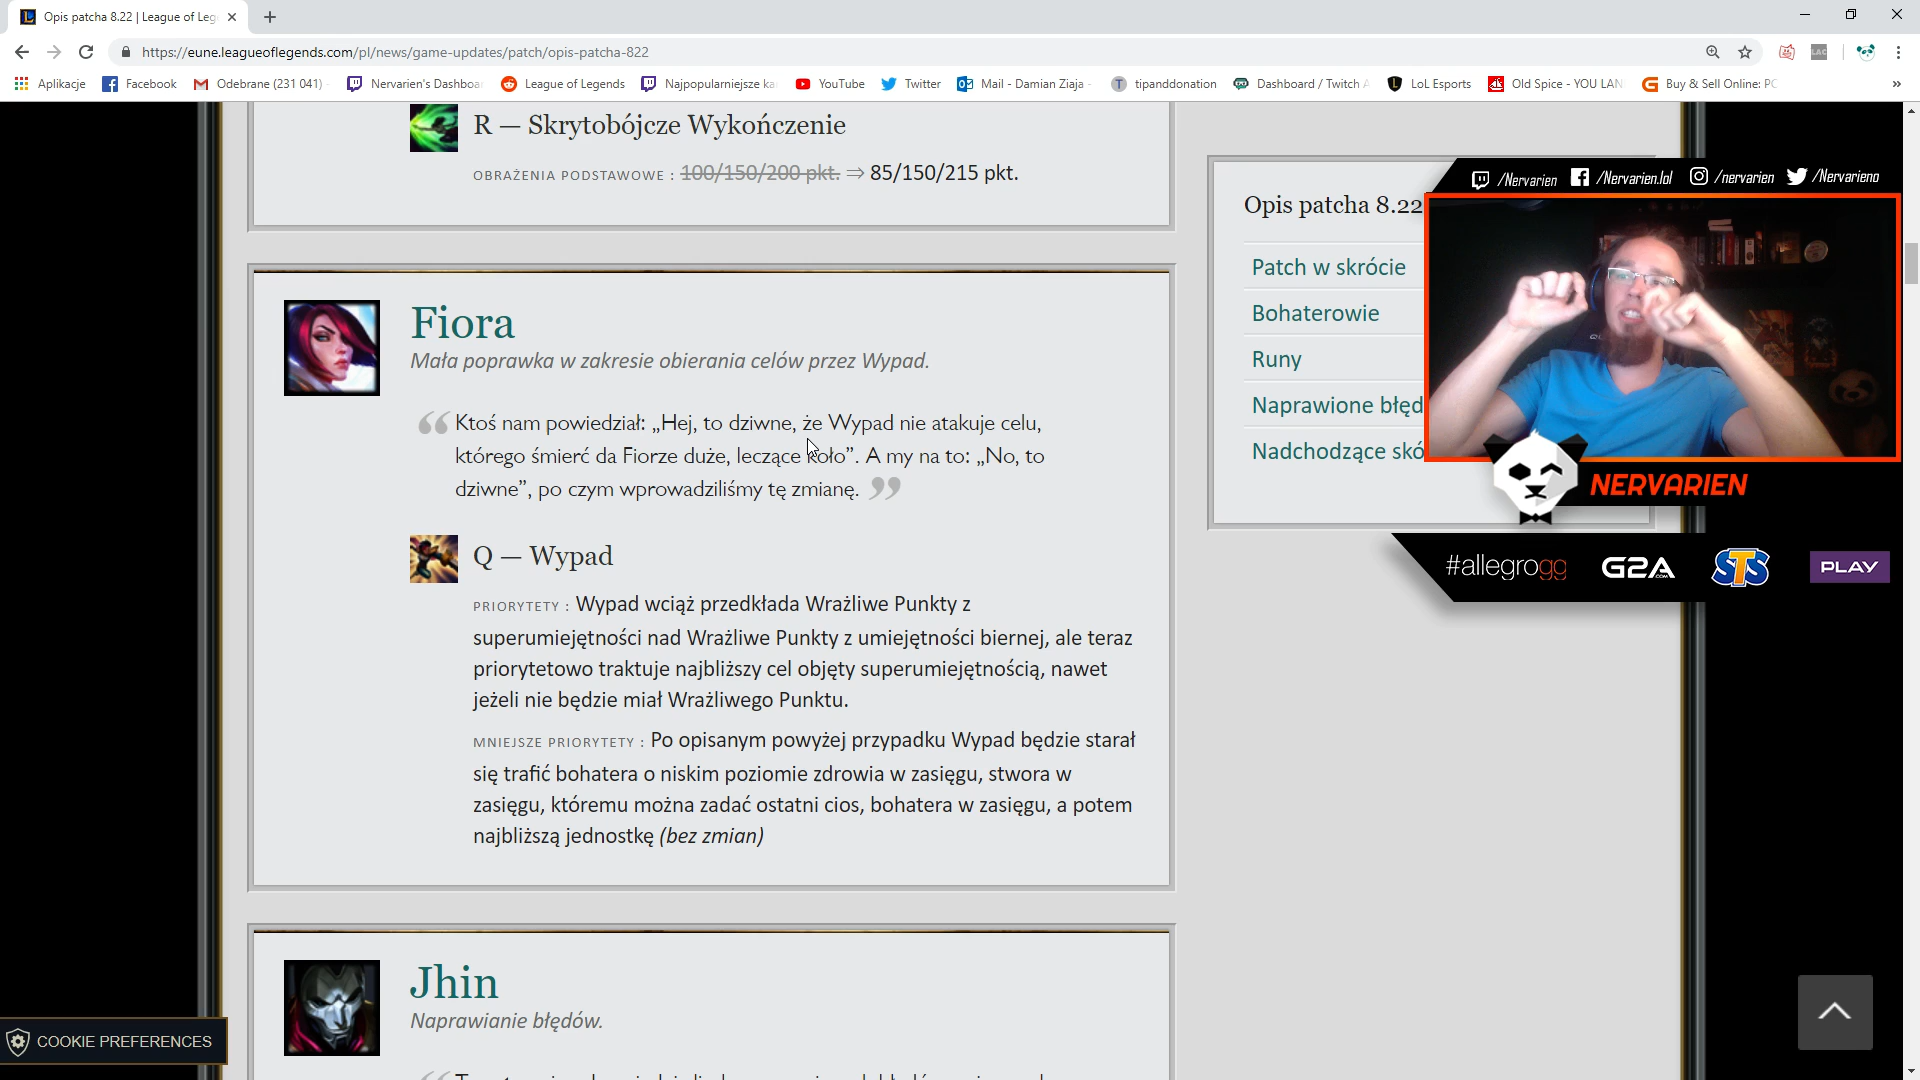 Opis patcha 8.22 | League of Leg
https://eune.leagueoflegends.com/pl/news/game-updates/patch/opis-patcha-822
Aplikacje Facebook Odebrane (231 041) Nervarien's Dashboa League of Legends Najpopularniejsze ka YouTube Twitter Mail - Damian Ziaja - tipanddonation Dashboard / Twitch A LoL Esports Old Spice - YOU LAN Buy & Sell Online: PC »
R — Skrytobójcze Wykończenie
OBRAŻENIA PODSTAWOWE : 100/150/200 pkt. ⇒ 85/150/215 pkt.
Fiora
Mała poprawka w zakresie obierania celów przez Wypad.
“ Ktoś nam powiedział: „Hej, to dziwne, że Wypad nie atakuje celu,
którego śmierć da Fiorze duże, leczące koło”. A my na to: „No, to
dziwne”, po czym wprowadziliśmy tę zmianę. ”
Q — Wypad
PRIORYTETY : Wypad wciąż przedkłada Wrażliwe Punkty z
superumiejętności nad Wrażliwe Punkty z umiejętności biernej, ale teraz
priorytetowo traktuje najbliższy cel objęty superumiejętnością, nawet
jeżeli nie będzie miał Wrażliwego Punktu.
MNIEJSZE PRIORYTETY : Po opisanym powyżej przypadku Wypad będzie starał
się trafić bohatera o niskim poziomie zdrowia w zasięgu, stwora w
zasięgu, któremu można zadać ostatni cios, bohatera w zasięgu, a potem
najbliższą jednostkę (bez zmian)
Jhin
Naprawianie błędów.
COOKIE PREFERENCES
Opis patcha 8.22
Patch w skrócie
Bohaterowie
Runy
Naprawione błęd
Nadchodzące skó
/Nervarien /Nervarien.lol /nervarien /Nervarieno
NERVARIEN
#allegrogg G2A.COM STS PLAY